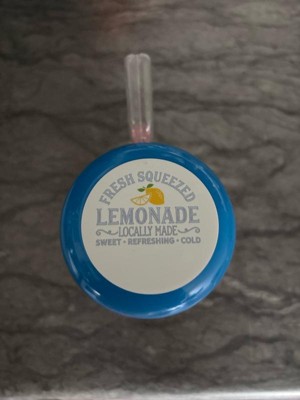 FRESH SQUEEZED
LEMONADE
LOCALLY MADE
SWEET • REFRESHING • COLD